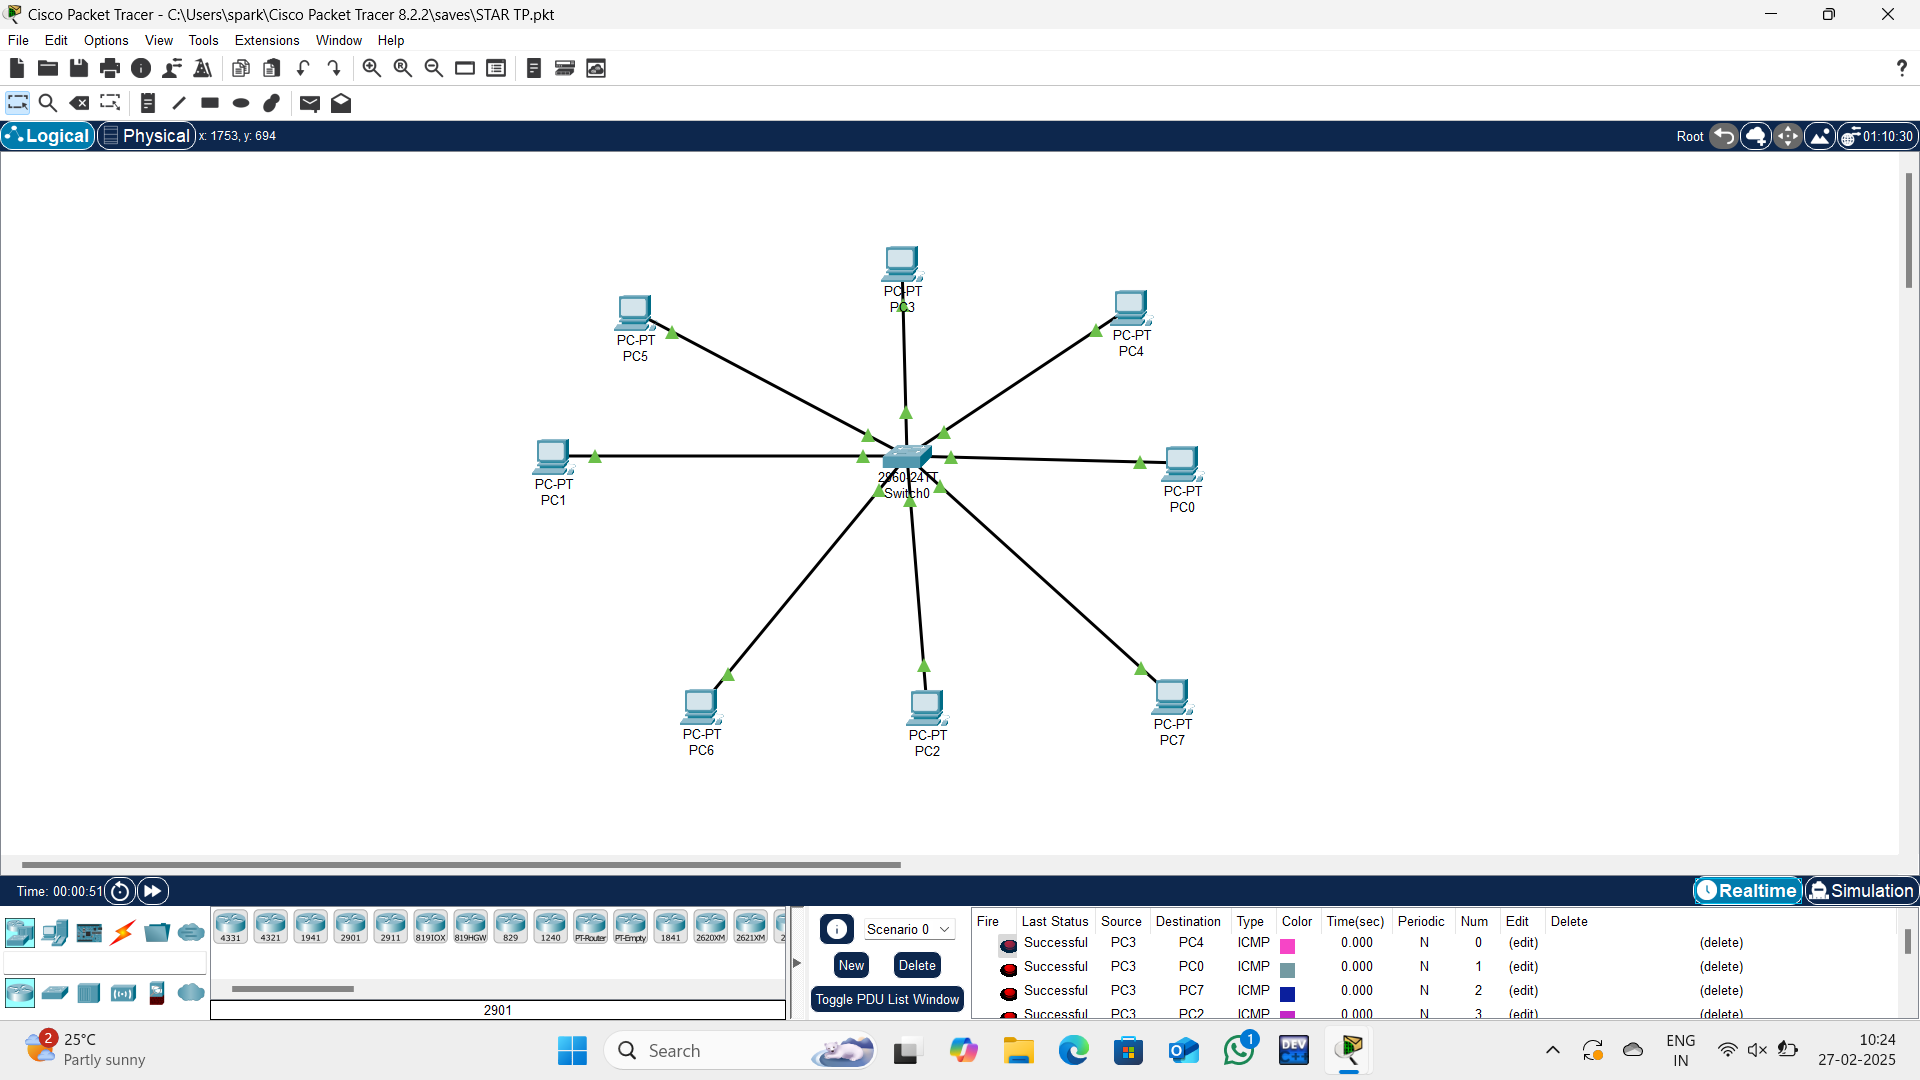 Cisco Packet Tracer - C:\Users\spark\Cisco Packet Tracer 8.2.2\saves\STAR TP.pkt
File Edit Options View Tools Extensions Window Help
?
Logical Physical x: 1753, y: 694 Root 01:10:30
PC-PT
PC3
PC-PT
PC5
PC-PT
PC4
PC-PT
PC1
2960-24TT
Switch0
PC-PT
PC0
PC-PT
PC6
PC-PT
PC2
PC-PT
PC7
Time: 00:00:51 Realtime Simulation
4331 4321 1941 2901 2911 819IOX 819HGW 829 1240 PT-Router PT-Empty 1841 2620XM 2621XM 2
2901
Scenario 0
New Delete
Toggle PDU List Window
Fire Last Status Source Destination Type Color Time(sec) Periodic Num Edit Delete
Successful PC3 PC4 ICMP 0.000 N 0 (edit) (delete)
Successful PC3 PC0 ICMP 0.000 N 1 (edit) (delete)
Successful PC3 PC7 ICMP 0.000 N 2 (edit) (delete)
Successful PC3 PC2 ICMP 0.000 N 3 (edit) (delete)
2 25°C
Partly sunny
Search
1
DEV
ENG
IN
10:24
27-02-2025